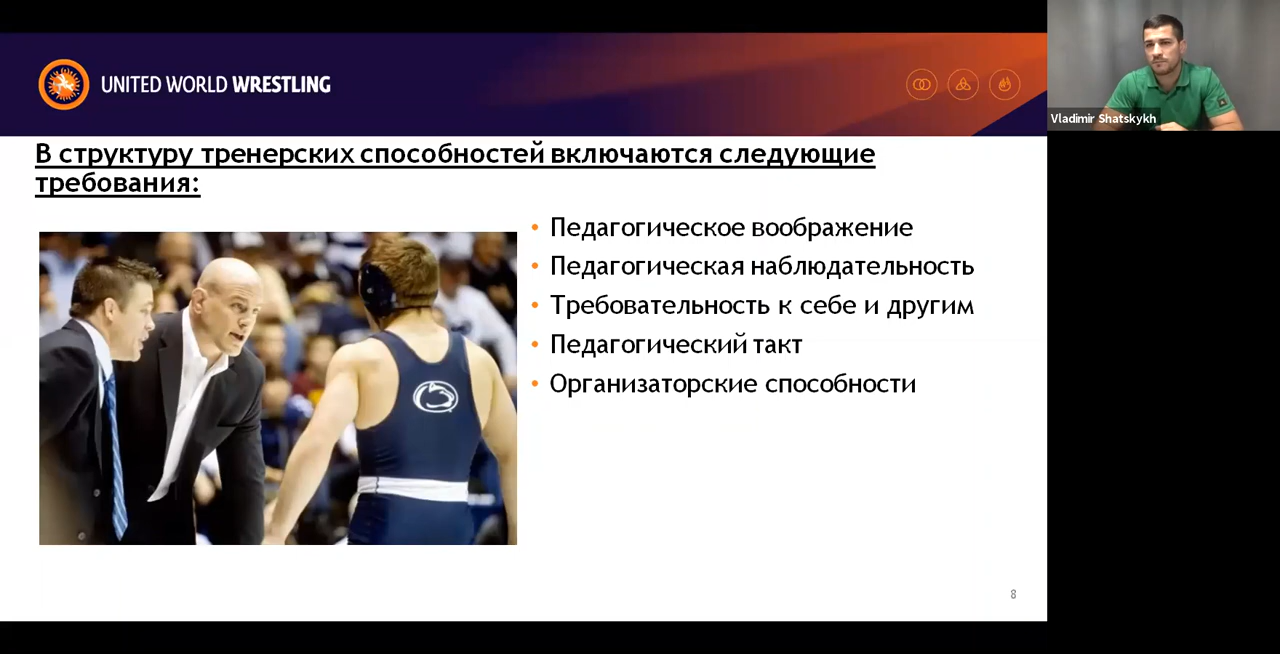 UNITED WORLD WRESTLING
Vladimir Shatskykh
В структуру тренерских способностей включаются следующие
требования:
• Педагогическое воображение
• Педагогическая наблюдательность
• Требовательность к себе и другим
• Педагогический такт
• Организаторские способности
8